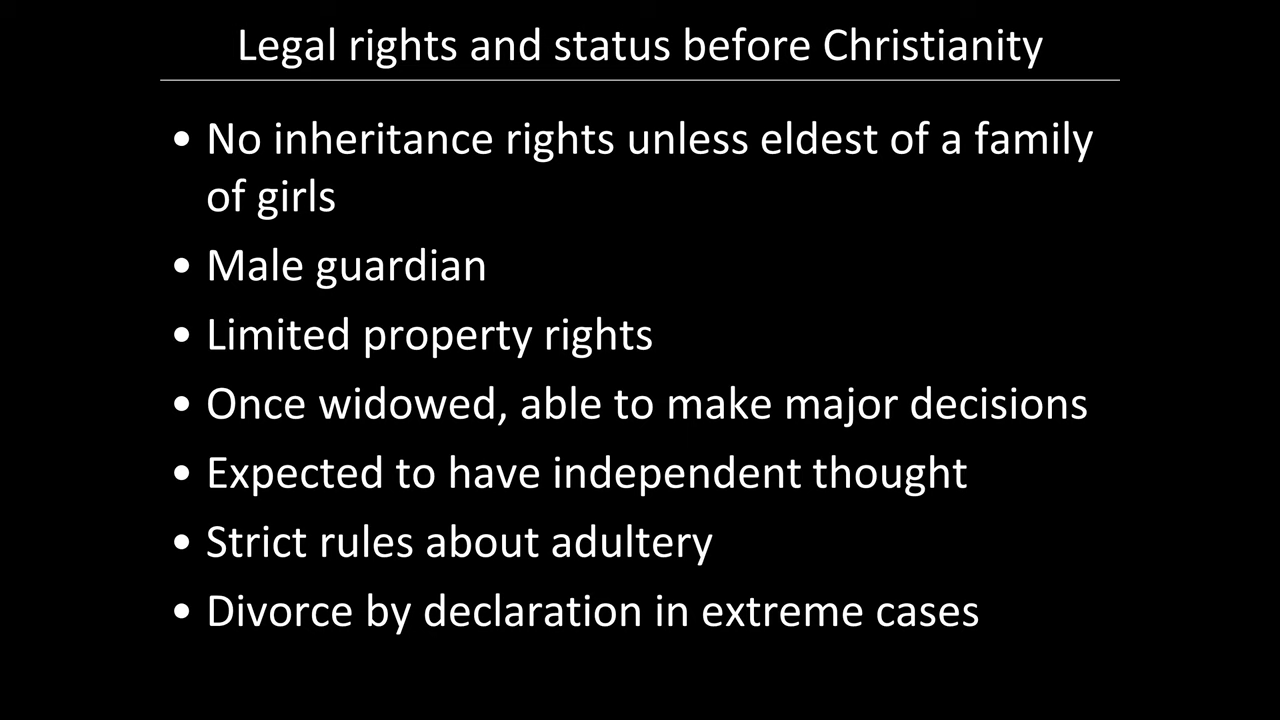 Legal rights and status before Christianity
• No inheritance rights unless eldest of a family
of girls
• Male guardian
• Limited property rights
• Once widowed, able to make major decisions
• Expected to have independent thought
• Strict rules about adultery
• Divorce by declaration in extreme cases